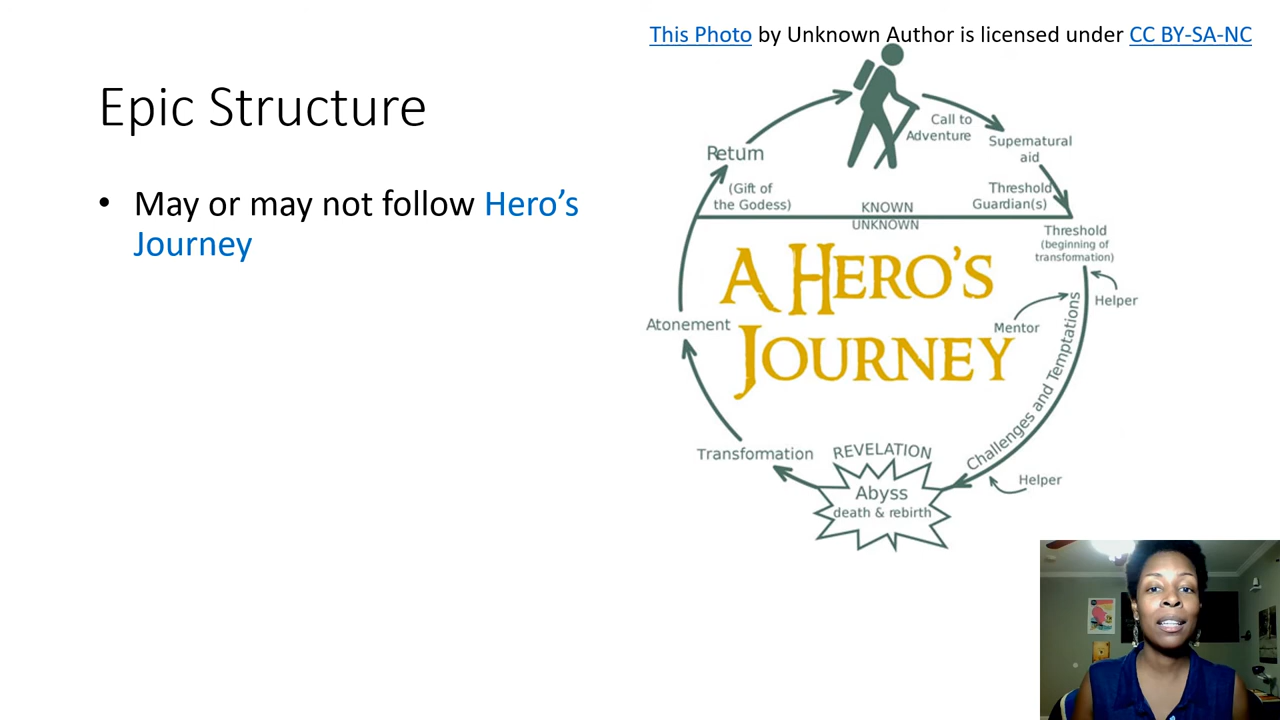 This Photo by Unknown Author is licensed under CC BY-SA-NC
Epic Structure
• May or may not follow Hero’s
Journey
Call to
Adventure
Supernatural
aid
Return
(Gift of
the Godess)
Threshold
Guardian(s)
KNOWN
UNKNOWN
Threshold
(beginning of
transformation)
Helper
Mentor
Challenges and Temptations
A HERO'S
JOURNEY
Atonement
Transformation
REVELATION
Abyss
death & rebirth
Helper